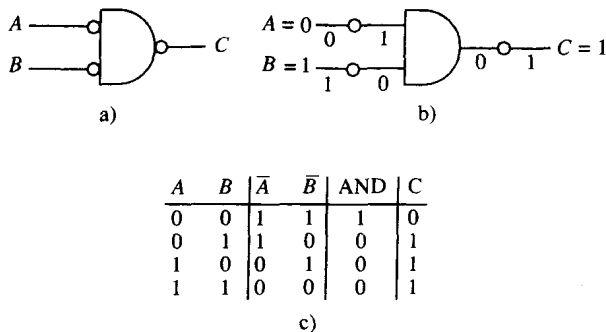 A
B
C
a)
A = 0
0
1
B = 1
1
0
0
1
C = 1
b)
A B A̅ B̅ AND C
0 0 1 1 1 0
0 1 1 0 0 1
1 0 0 1 0 1
1 1 0 0 0 1
c)